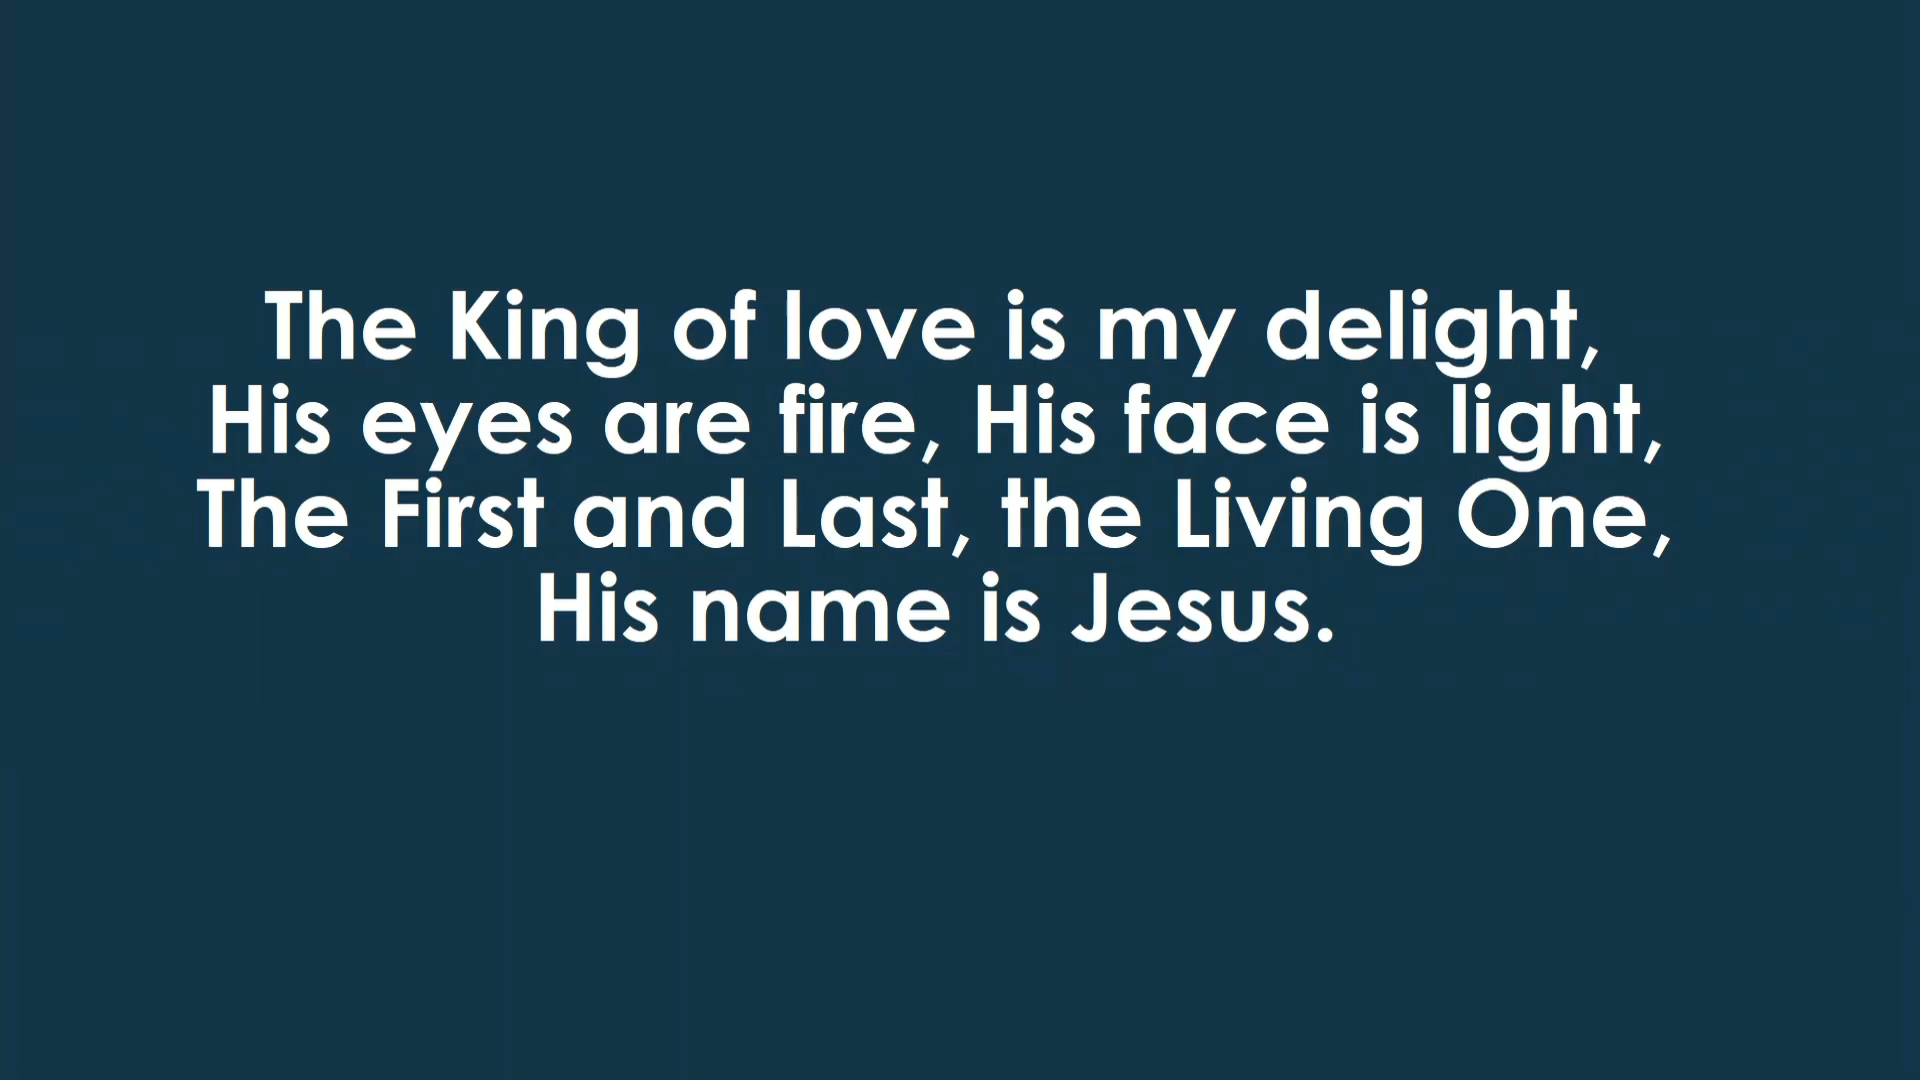 The King of love is my delight,
His eyes are fire, His face is light,
The First and Last, the Living One,
His name is Jesus.